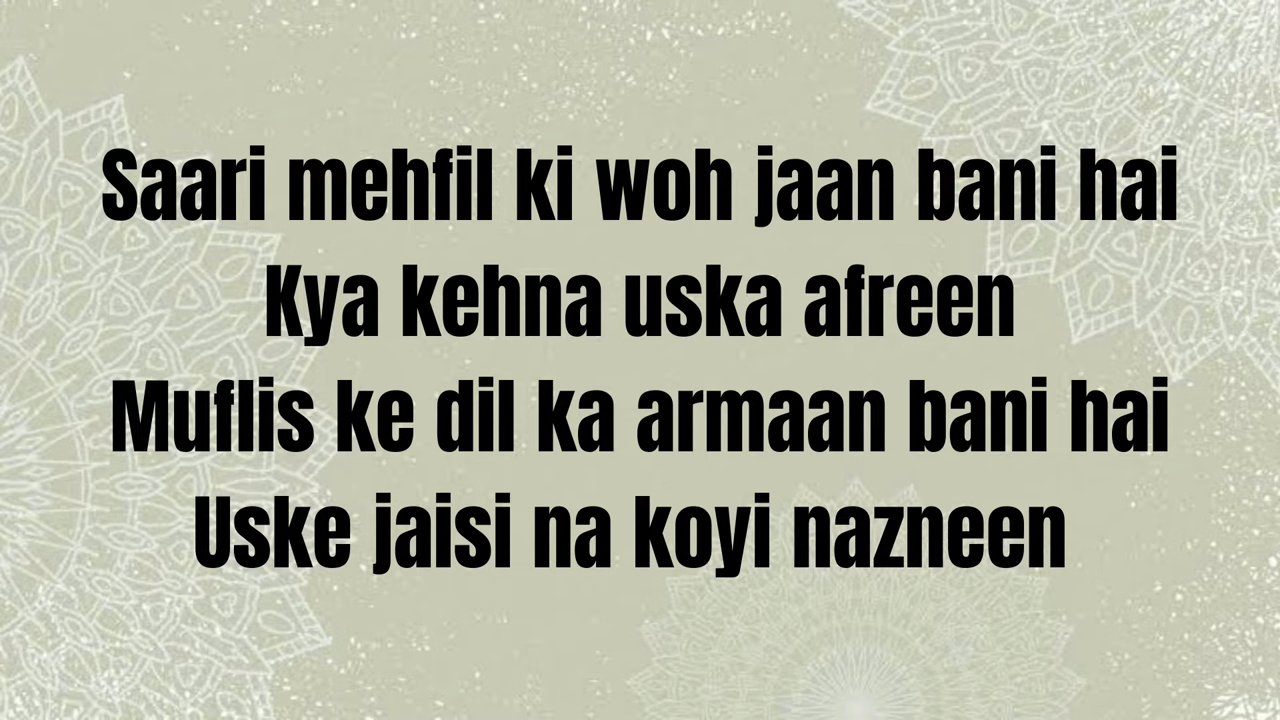 Saari mehfil ki woh jaan bani hai
Kya kehna uska afreen
Muflis ke dil ka armaan bani hai
Uske jaisi na koyi nazneen